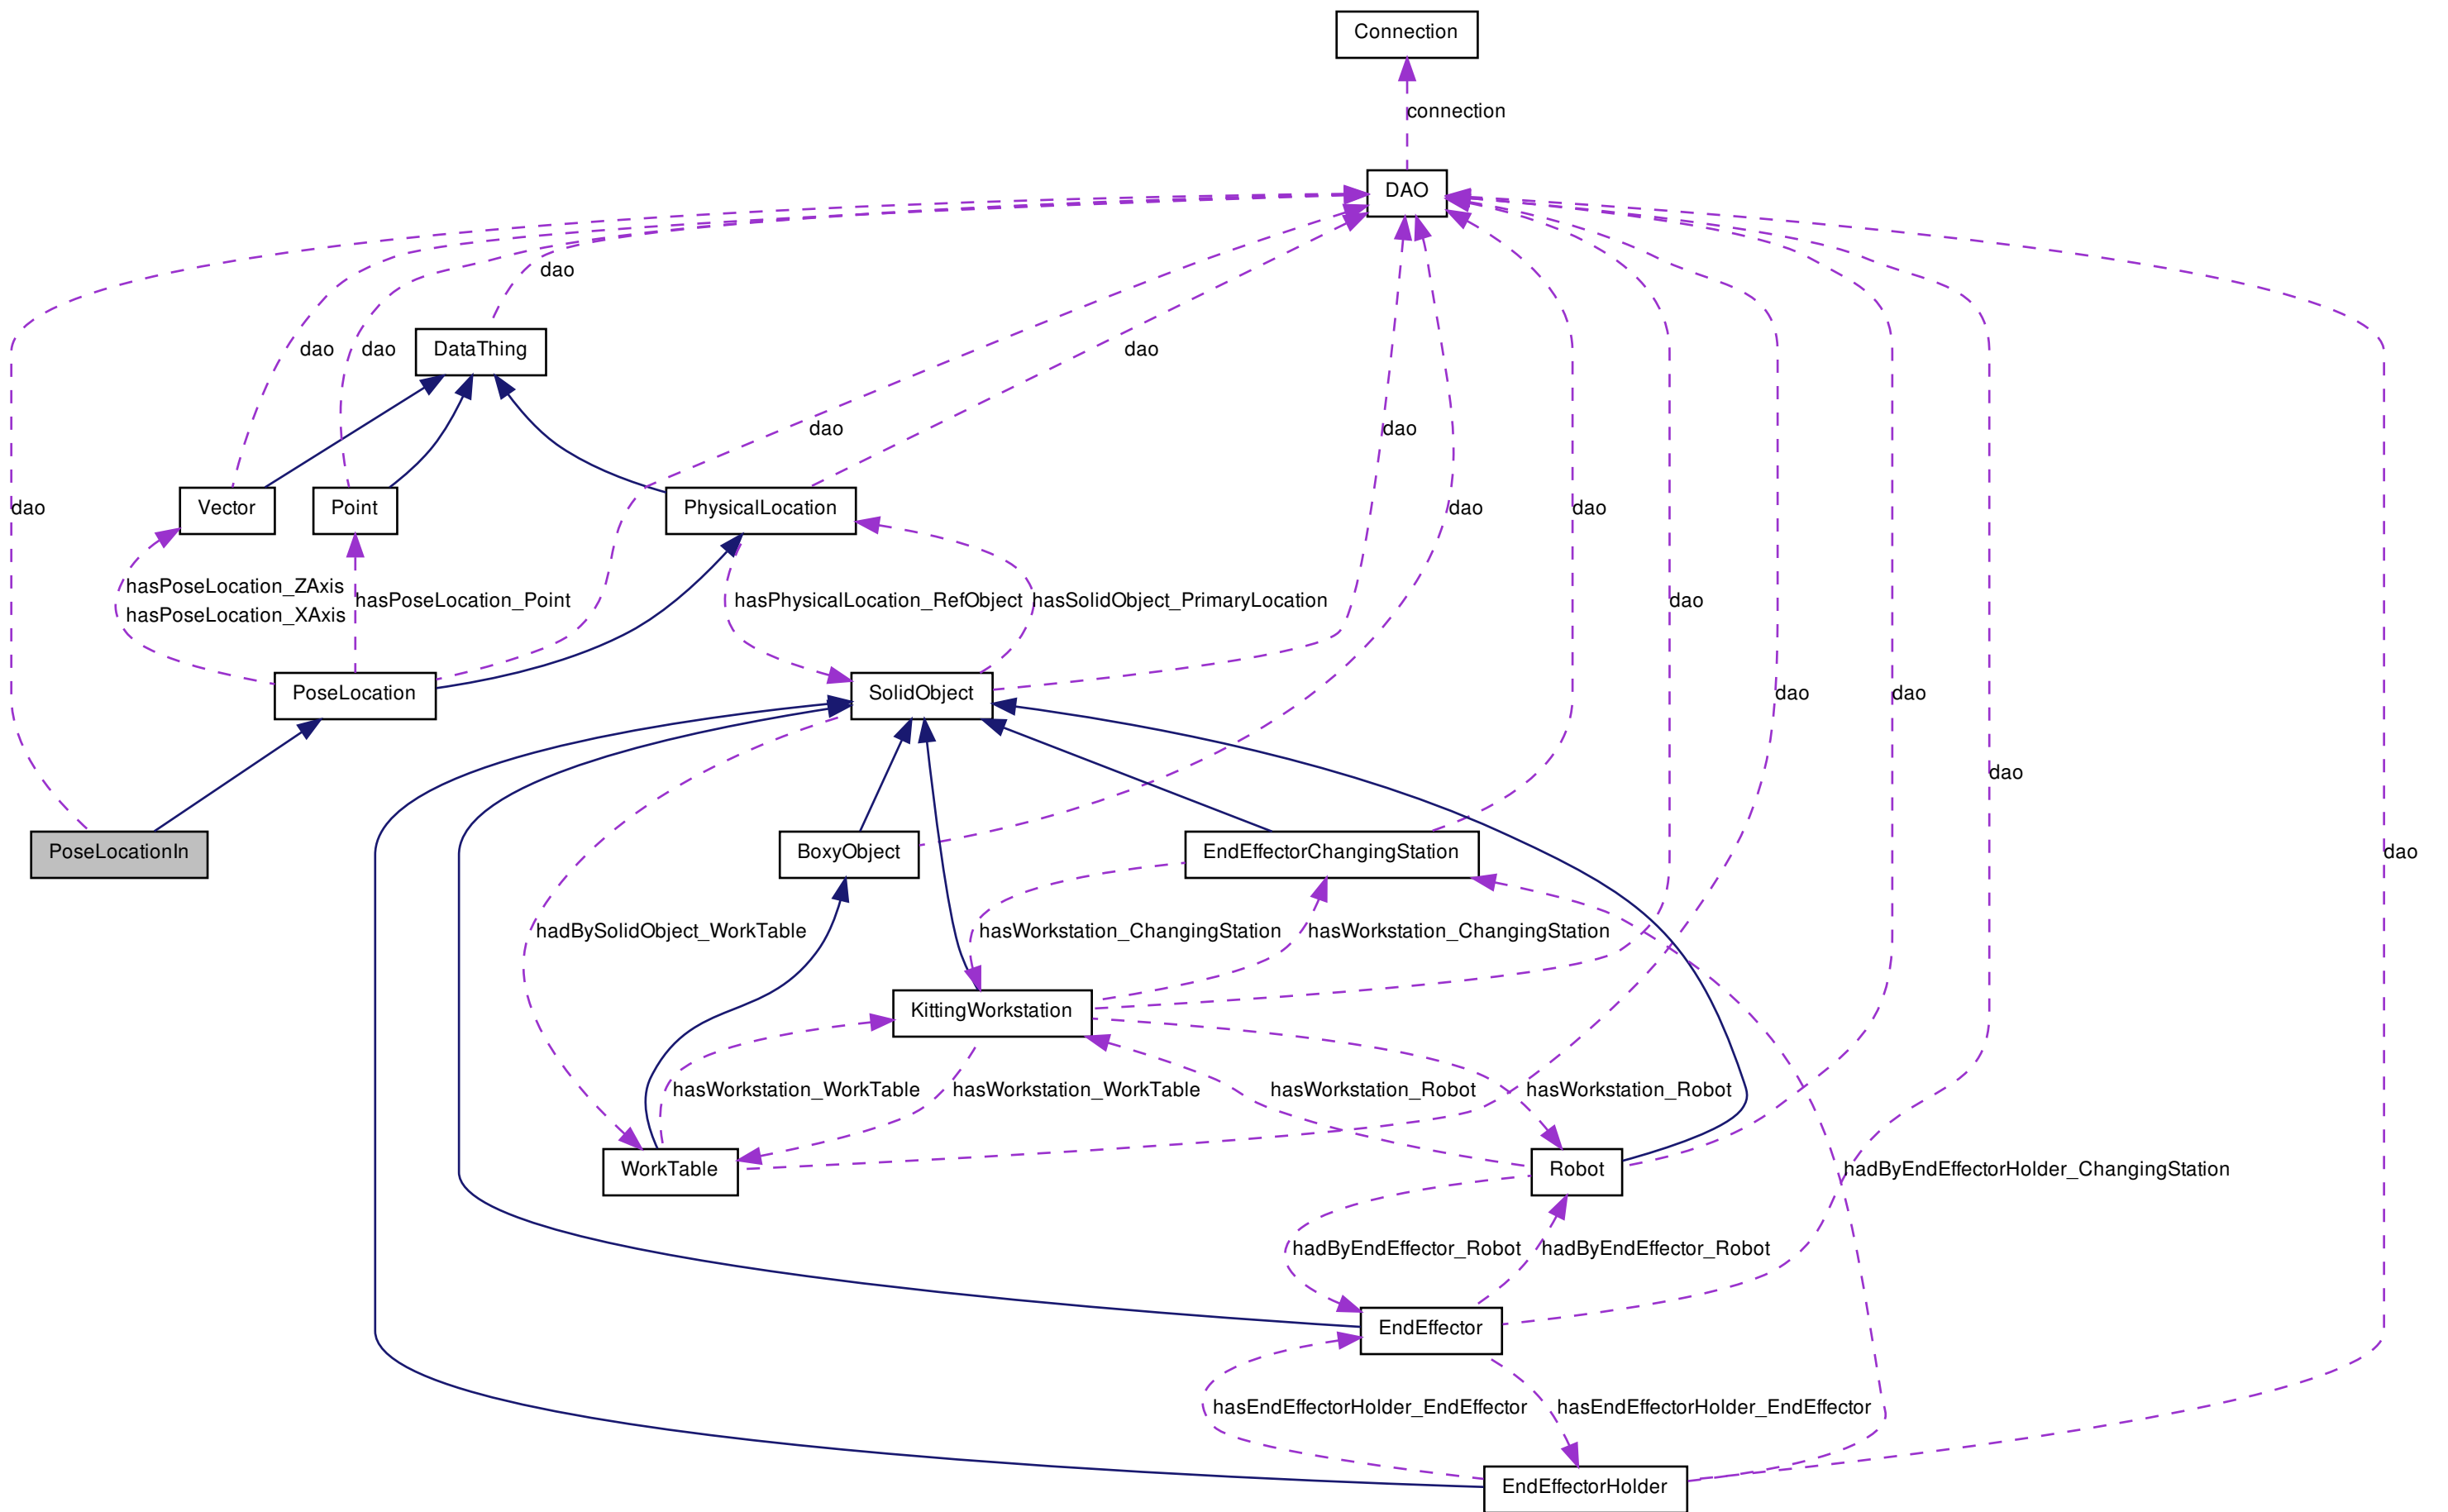 Connection
connection
DAO
dao
DataThing
dao
dao
dao
dao
dao
Vector
Point
PhysicalLocation
dao
dao
dao
hasPoseLocation_ZAxis
hasPoseLocation_XAxis
hasPoseLocation_Point
hasPhysicalLocation_RefObject
hasSolidObject_PrimaryLocation
dao
PoseLocation
SolidObject
dao
dao
dao
PoseLocationIn
BoxyObject
EndEffectorChangingStation
dao
hadBySolidObject_WorkTable
hasWorkstation_ChangingStation
hasWorkstation_ChangingStation
KittingWorkstation
hasWorkstation_WorkTable
hasWorkstation_WorkTable
hasWorkstation_Robot
hasWorkstation_Robot
WorkTable
Robot
hadByEndEffectorHolder_ChangingStation
hadByEndEffector_Robot
hadByEndEffector_Robot
EndEffector
hasEndEffectorHolder_EndEffector
hasEndEffectorHolder_EndEffector
EndEffectorHolder